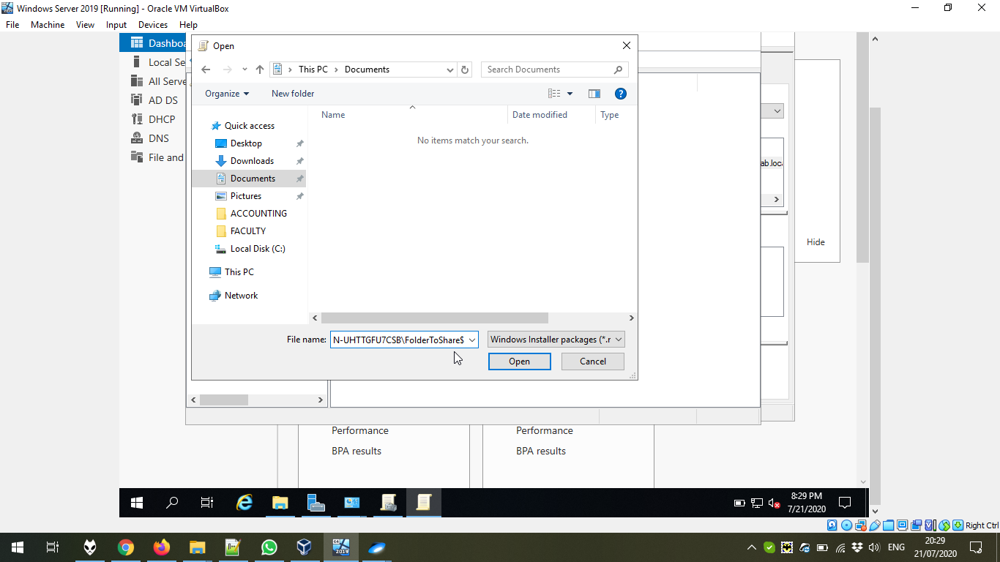 Windows Server 2019 [Running] - Oracle VM VirtualBox
File Machine View Input Devices Help
Dashboa
Local Se
All Serve
AD DS
DHCP
DNS
File and
Open
This PC Documents
Search Documents
Organize New folder
Name Date modified Type
No items match your search.
Quick access
Desktop
Downloads
Documents
Pictures
ACCOUNTING
FACULTY
Local Disk (C:)
This PC
Network
File name: N-UHTTGFU7CSB\FolderToShare$ Windows Installer packages (*.r
Open Cancel
ab.loca
Hide
Performance
BPA results
Performance
BPA results
8:29 PM
7/21/2020
Right Ctrl
2019
ENG
20:29
21/07/2020